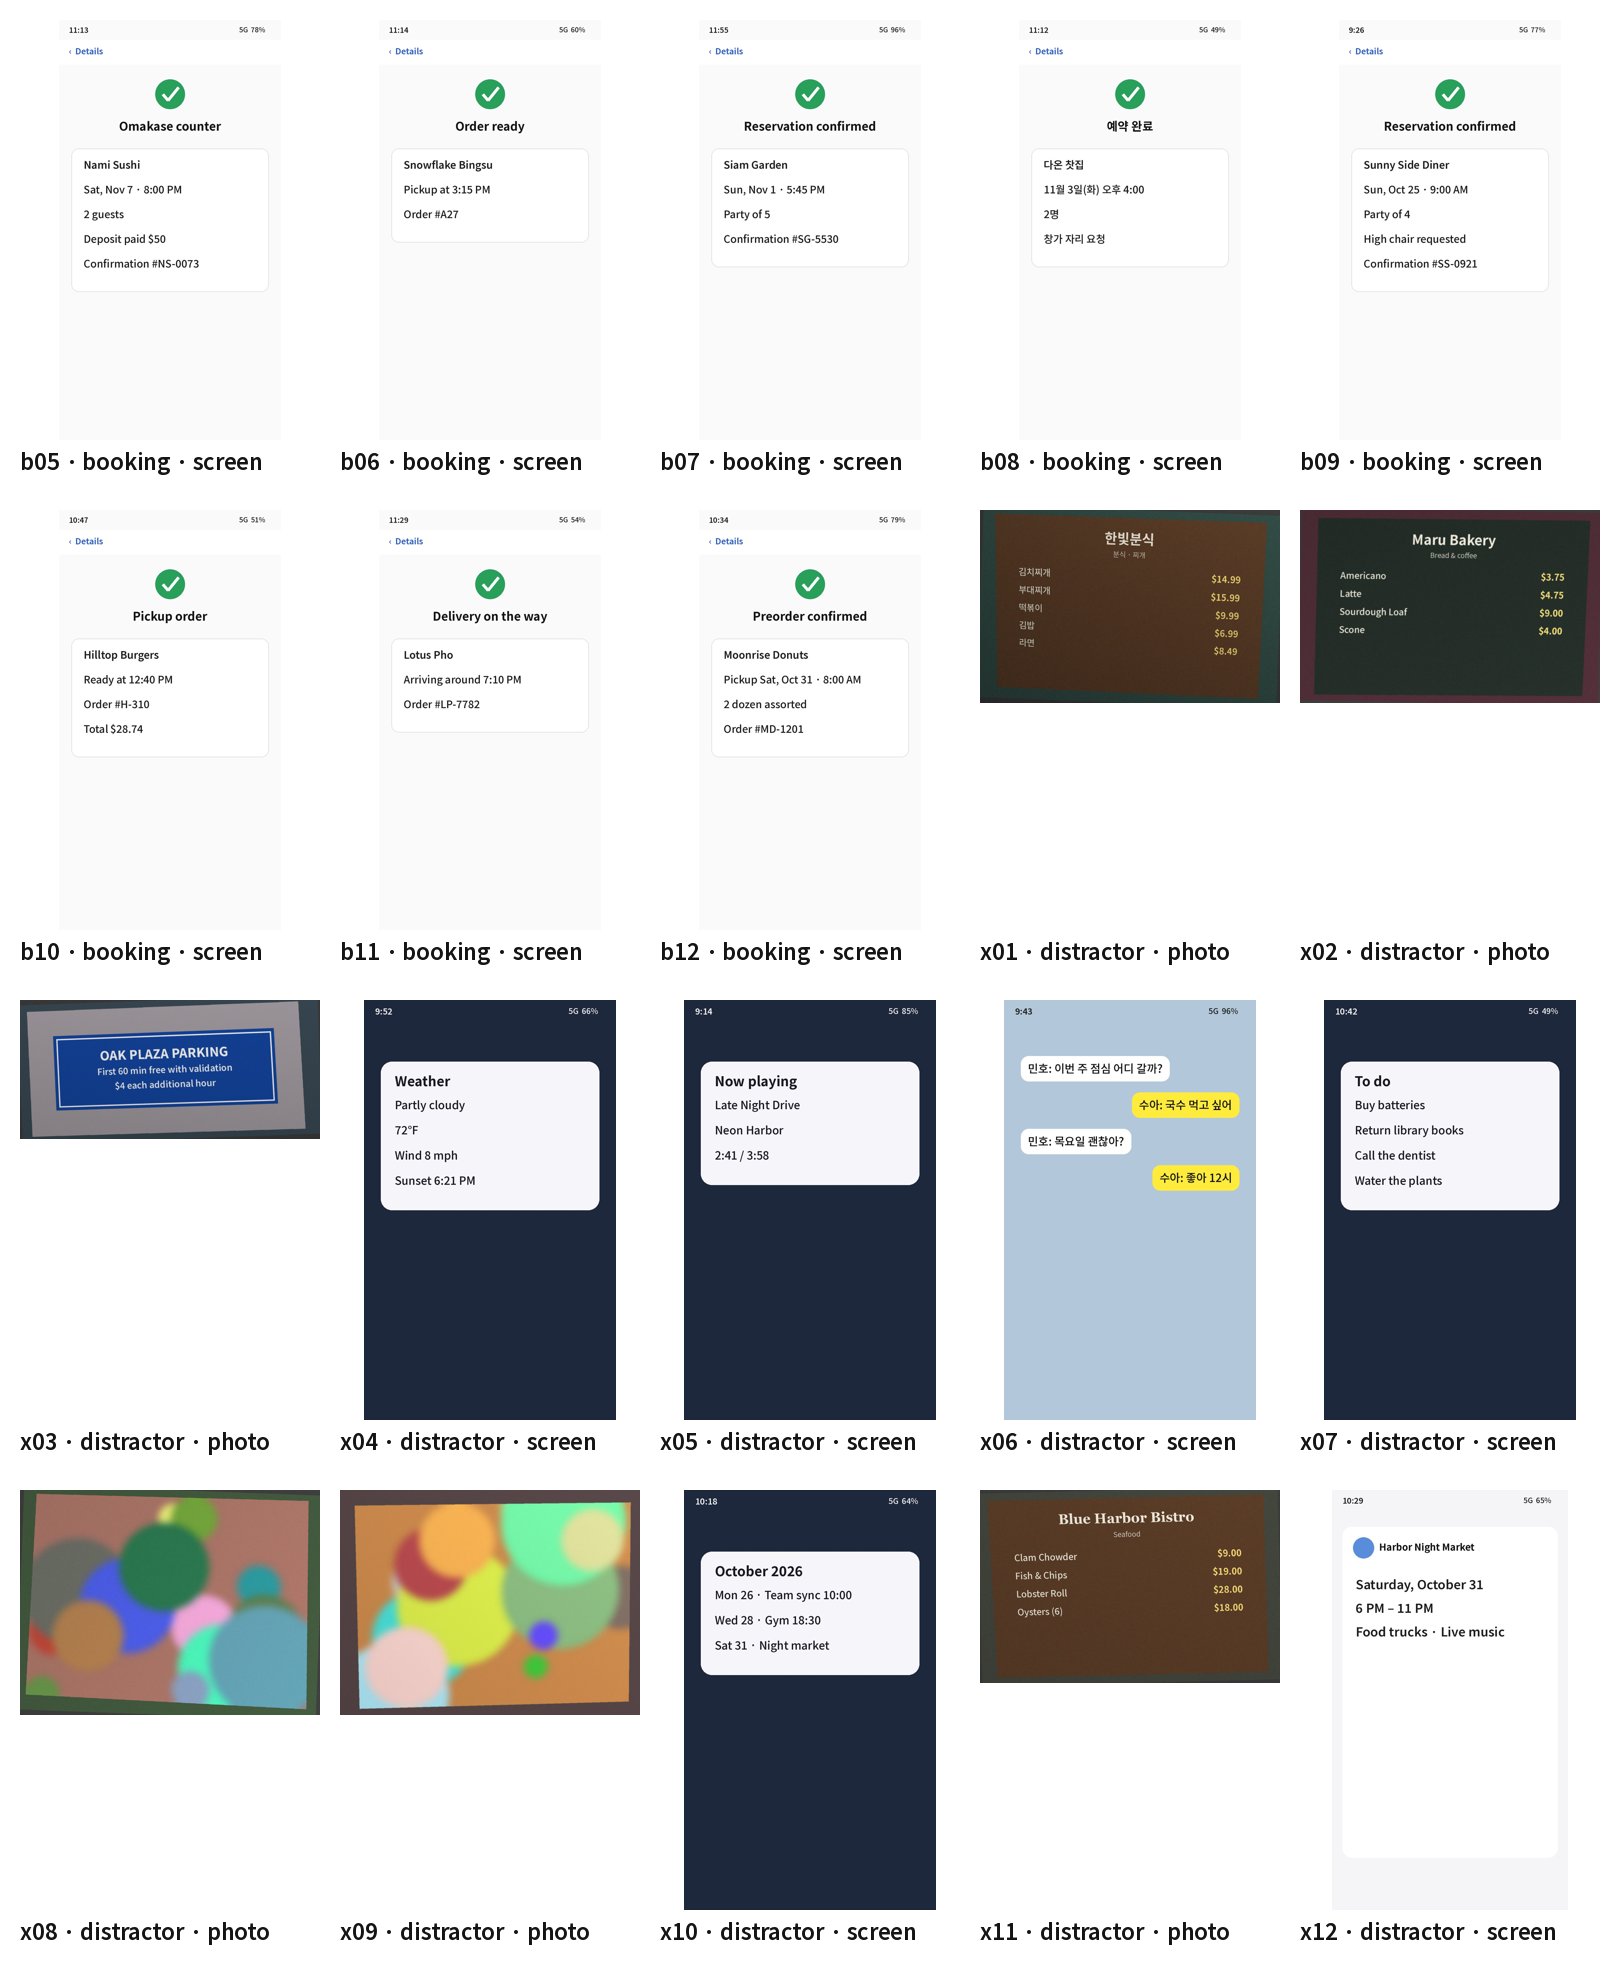 11:13 5G 78%
‹ Details
Omakase counter
Nami Sushi
Sat, Nov 7 · 8:00 PM
2 guests
Deposit paid $50
Confirmation #NS-0073
b05 · booking · screen
11:14 5G 60%
‹ Details
Order ready
Snowflake Bingsu
Pickup at 3:15 PM
Order #A27
b06 · booking · screen
11:55 5G 96%
‹ Details
Reservation confirmed
Siam Garden
Sun, Nov 1 · 5:45 PM
Party of 5
Confirmation #SG-5530
b07 · booking · screen
11:12 5G 49%
‹ Details
예약 완료
다온 찻집
11월 3일(화) 오후 4:00
2명
창가 자리 요청
b08 · booking · screen
9:26 5G 77%
‹ Details
Reservation confirmed
Sunny Side Diner
Sun, Oct 25 · 9:00 AM
Party of 4
High chair requested
Confirmation #SS-0921
b09 · booking · screen
10:47 5G 51%
‹ Details
Pickup order
Hilltop Burgers
Ready at 12:40 PM
Order #H-310
Total $28.74
b10 · booking · screen
11:29 5G 54%
‹ Details
Delivery on the way
Lotus Pho
Arriving around 7:10 PM
Order #LP-7782
b11 · booking · screen
10:34 5G 79%
‹ Details
Preorder confirmed
Moonrise Donuts
Pickup Sat, Oct 31 · 8:00 AM
2 dozen assorted
Order #MD-1201
b12 · booking · screen
한빛분식
분식 · 찌개
김치찌개 $14.99
부대찌개 $15.99
떡볶이 $9.99
김밥 $6.99
라면 $8.49
x01 · distractor · photo
Maru Bakery
Bread & coffee
Americano $3.75
Latte $4.75
Sourdough Loaf $9.00
Scone $4.00
x02 · distractor · photo
OAK PLAZA PARKING
First 60 min free with validation
$4 each additional hour
x03 · distractor · photo
9:52 5G 66%
Weather
Partly cloudy
72°F
Wind 8 mph
Sunset 6:21 PM
x04 · distractor · screen
9:14 5G 85%
Now playing
Late Night Drive
Neon Harbor
2:41 / 3:58
x05 · distractor · screen
9:43 5G 96%
민호: 이번 주 점심 어디 갈까?
수아: 국수 먹고 싶어
민호: 목요일 괜찮아?
수아: 좋아 12시
x06 · distractor · screen
10:42 5G 49%
To do
Buy batteries
Return library books
Call the dentist
Water the plants
x07 · distractor · screen
x08 · distractor · photo
x09 · distractor · photo
10:18 5G 64%
October 2026
Mon 26 · Team sync 10:00
Wed 28 · Gym 18:30
Sat 31 · Night market
x10 · distractor · screen
Blue Harbor Bistro
Seafood
Clam Chowder $9.00
Fish & Chips $19.00
Lobster Roll $28.00
Oysters (6) $18.00
x11 · distractor · photo
10:29 5G 65%
Harbor Night Market
Saturday, October 31
6 PM – 11 PM
Food trucks · Live music
x12 · distractor · screen